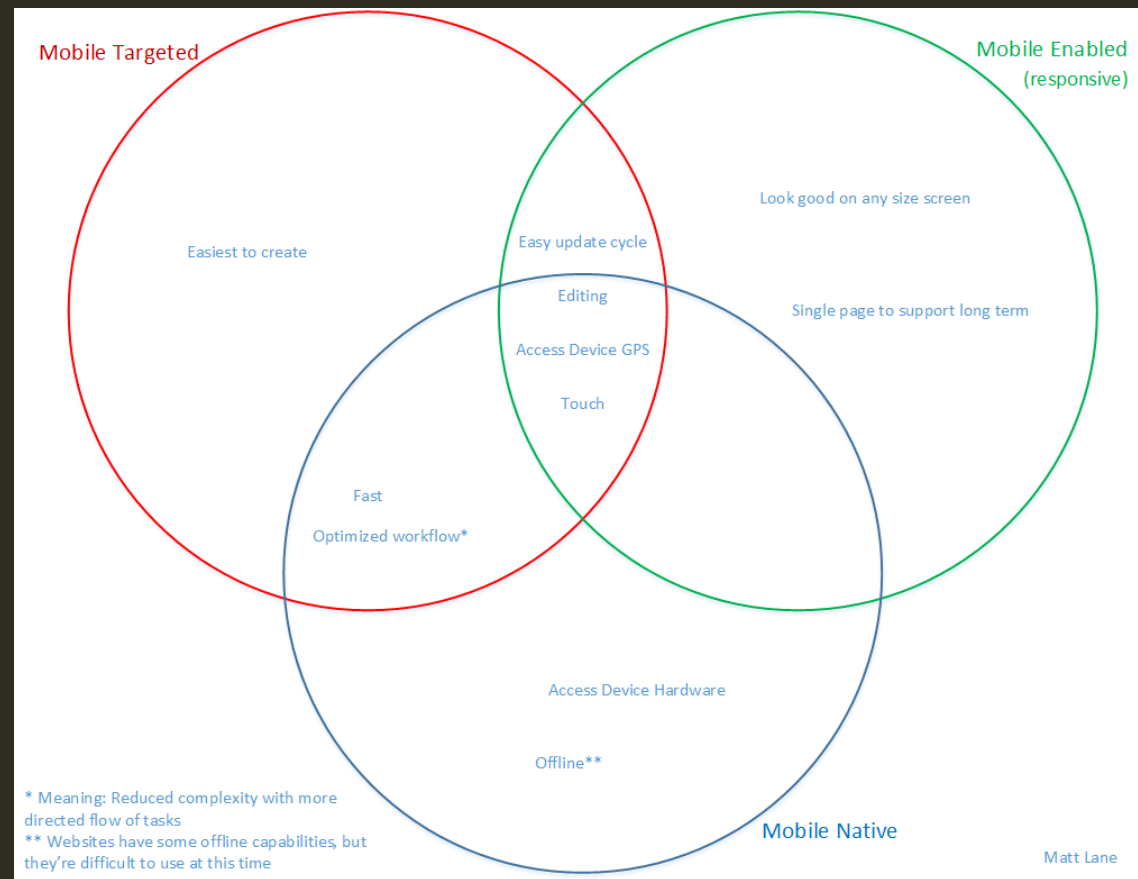 Mobile Targeted
Mobile Enabled
(responsive)
Look good on any size screen
Easy update cycle
Easiest to create
Editing
Single page to support long term
Access Device GPS
Touch
Fast
Optimized workflow*
Access Device Hardware
Offline**
* Meaning: Reduced complexity with more
directed flow of tasks
** Websites have some offline capabilities, but
they're difficult to use at this time
Mobile Native
Matt Lane